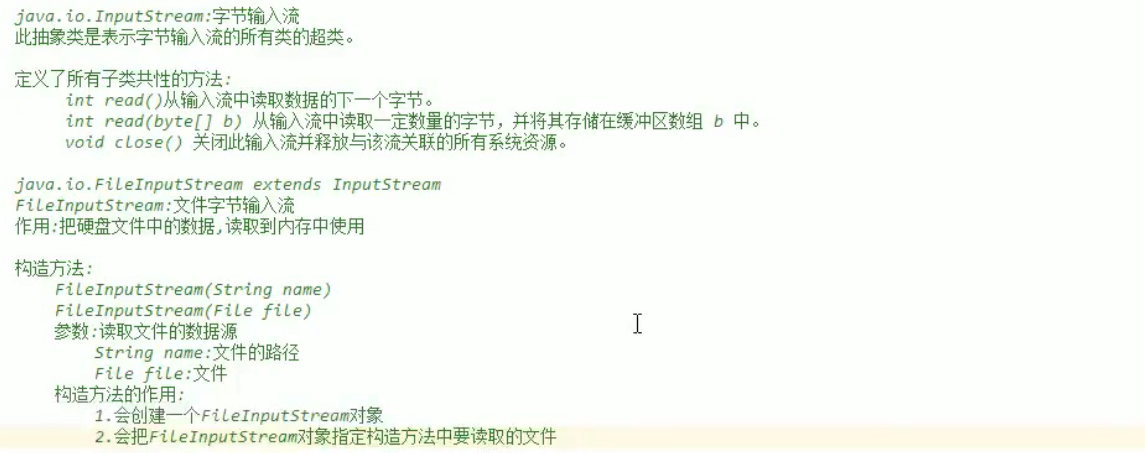 java.io.InputStream:字节输入流
此抽象类是表示字节输入流的所有类的超类。
定义了所有子类共性的方法:
int read()从输入流中读取数据的下一个字节。
int read(byte[] b) 从输入流中读取一定数量的字节，并将其存储在缓冲区数组 b 中。
void close() 关闭此输入流并释放与该流关联的所有系统资源。
java.io.FileInputStream extends InputStream
FileInputStream:文件字节输入流
作用:把硬盘文件中的数据,读取到内存中使用
构造方法:
FileInputStream(String name)
FileInputStream(File file)
参数:读取文件的数据源
String name:文件的路径
File file:文件
构造方法的作用:
1.会创建一个FileInputStream对象
2.会把FileInputStream对象指定构造方法中要读取的文件